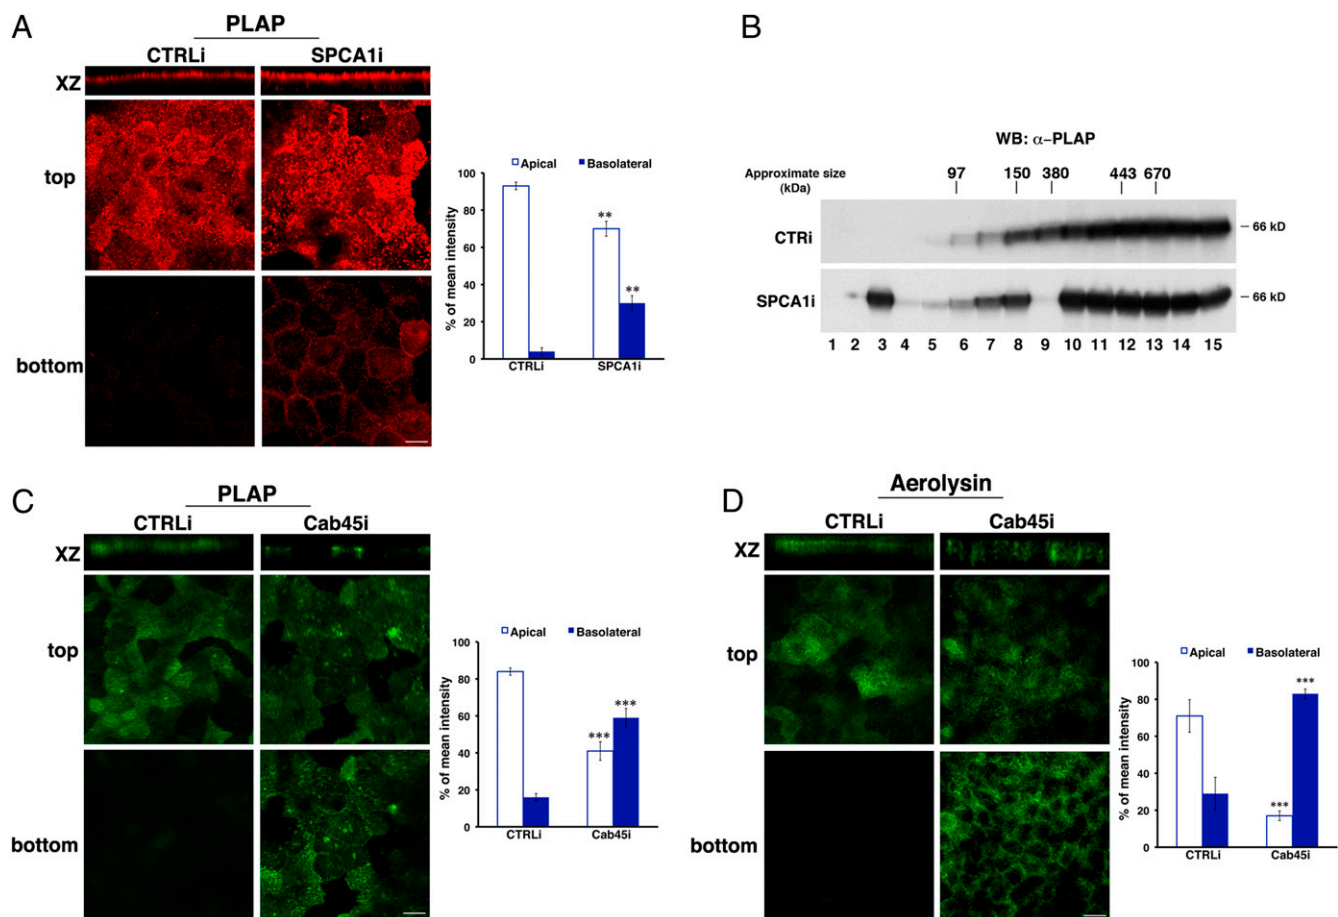 A
PLAP
CTRLi SPCA1i
XZ
top
bottom
Apical Basolateral
% of mean intensity
100
80
60
40
20
0
** **
CTRLi SPCA1i
B
WB: α-PLAP
Approximate size
(kDa)
97 150 380 443 670
CTRi
66 kD
SPCA1i
66 kD
1 2 3 4 5 6 7 8 9 10 11 12 13 14 15
C
PLAP
CTRLi Cab45i
XZ
top
bottom
Apical Basolateral
% of mean intensity
100
80
60
40
20
0
*** ***
CTRLi Cab45i
D
Aerolysin
CTRLi Cab45i
XZ
top
bottom
Apical Basolateral
% of mean intensity
100
80
60
40
20
0
*** ***
CTRLi Cab45i